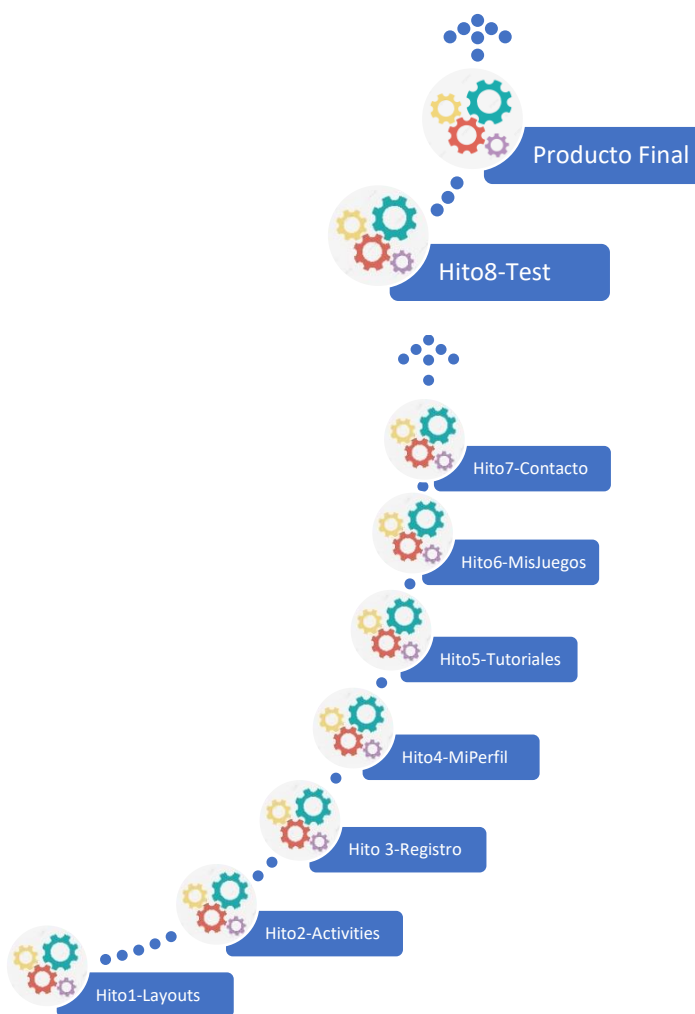 Producto Final
Hito8-Test
Hito7-Contacto
Hito6-MisJuegos
Hito5-Tutoriales
Hito4-MiPerfil
Hito 3-Registro
Hito2-Activities
Hito1-Layouts